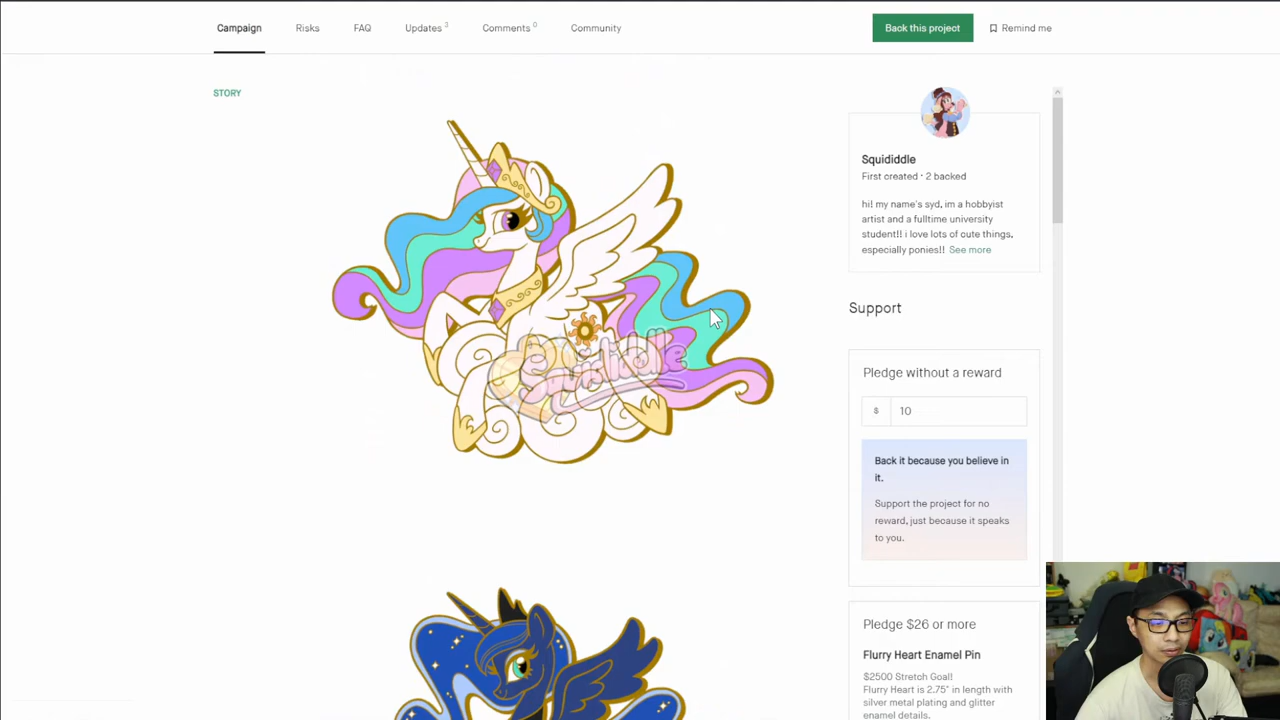 Campaign
Risks
FAQ
Updates 3
Comments 0
Community
Back this project
Remind me
STORY
Squididdle
Squididdle
First created · 2 backed
hi! my name's syd, im a hobbyist
artist and a fulltime university
student!! i love lots of cute things,
especially ponies!! See more
Support
Pledge without a reward
$ 10
Back it because you believe in
it.
Support the project for no
reward, just because it speaks
to you.
Pledge $26 or more
Flurry Heart Enamel Pin
$2500 Stretch Goal!
Flurry Heart is 2.75" in length with
silver metal plating and glitter
enamel details.